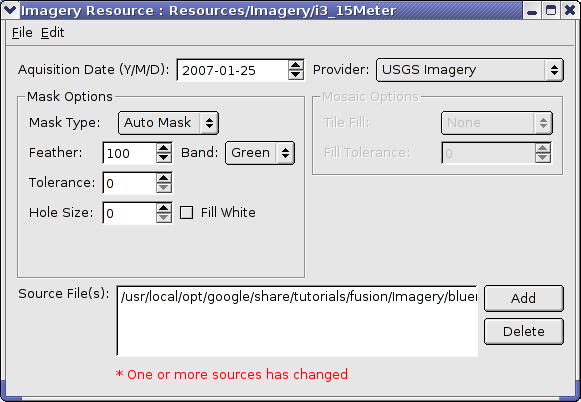 Imagery Resource : Resources/Imagery/i3_15Meter
File Edit
Aquisition Date (Y/M/D): 2007-01-25 Provider: USGS Imagery
Mask Options
Mosaic Options
Mask Type: Auto Mask
Tile Fill: None
Feather: 100 Band: Green
Fill Tolerance: 0
Tolerance: 0
Hole Size: 0 Fill White
Source File(s): /usr/local/opt/google/share/tutorials/fusion/Imagery/bluer
Add
Delete
* One or more sources has changed